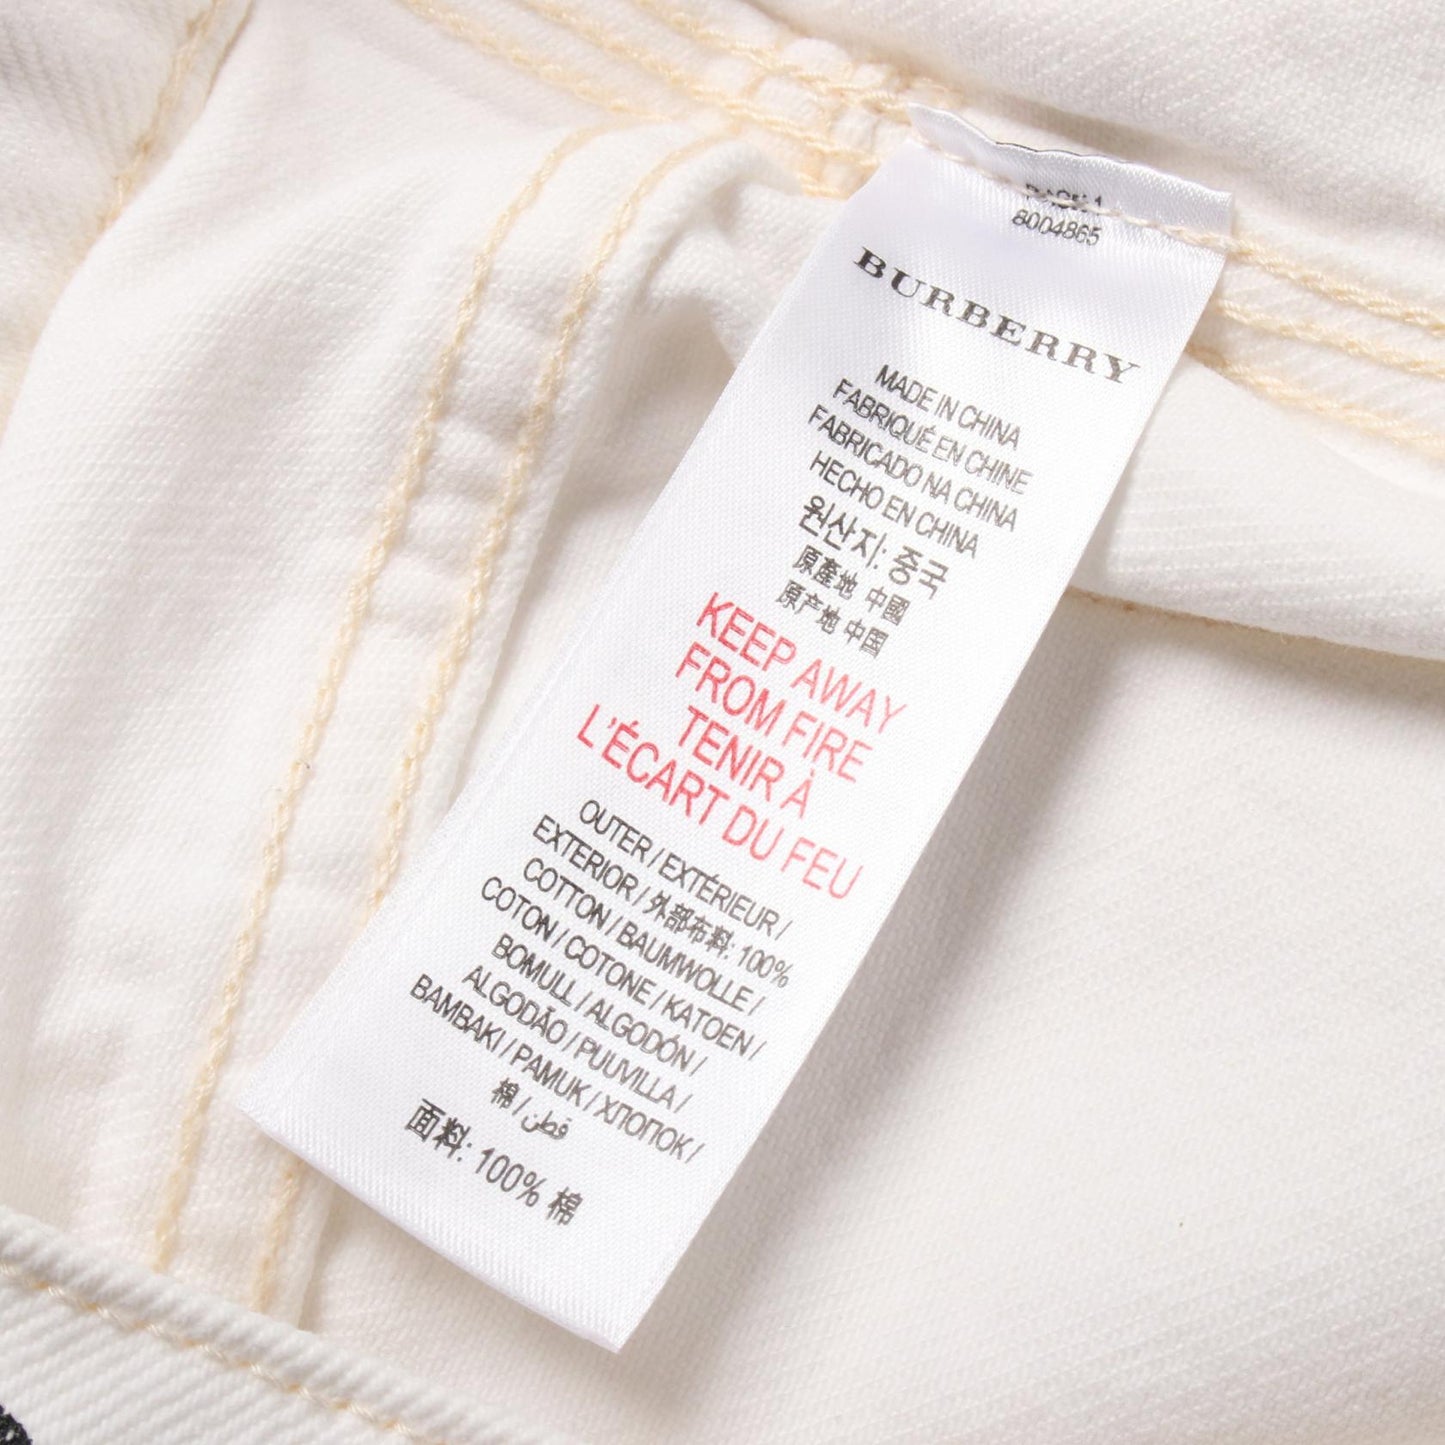 8004865
BURBERRY
MADE IN CHINA
FABRIQUÉ EN CHINE
FABRICADO NA CHINA
HECHO EN CHINA
원산지: 중국
原產地 中國
原产地 中国
KEEP AWAY
FROM FIRE
TENIR À
L'ÉCART DU FEU
OUTER / EXTÉRIEUR /
EXTERIOR / 外部布料: 100%
COTTON / BAUMWOLLE /
COTON / COTONE / KATOEN /
BOMULL / ALGODÓN /
ALGODÃO / PUUVILLA /
BAMBAKI / PAMUK / ХЛОПОК /
棉 / قطن
面料: 100% 棉